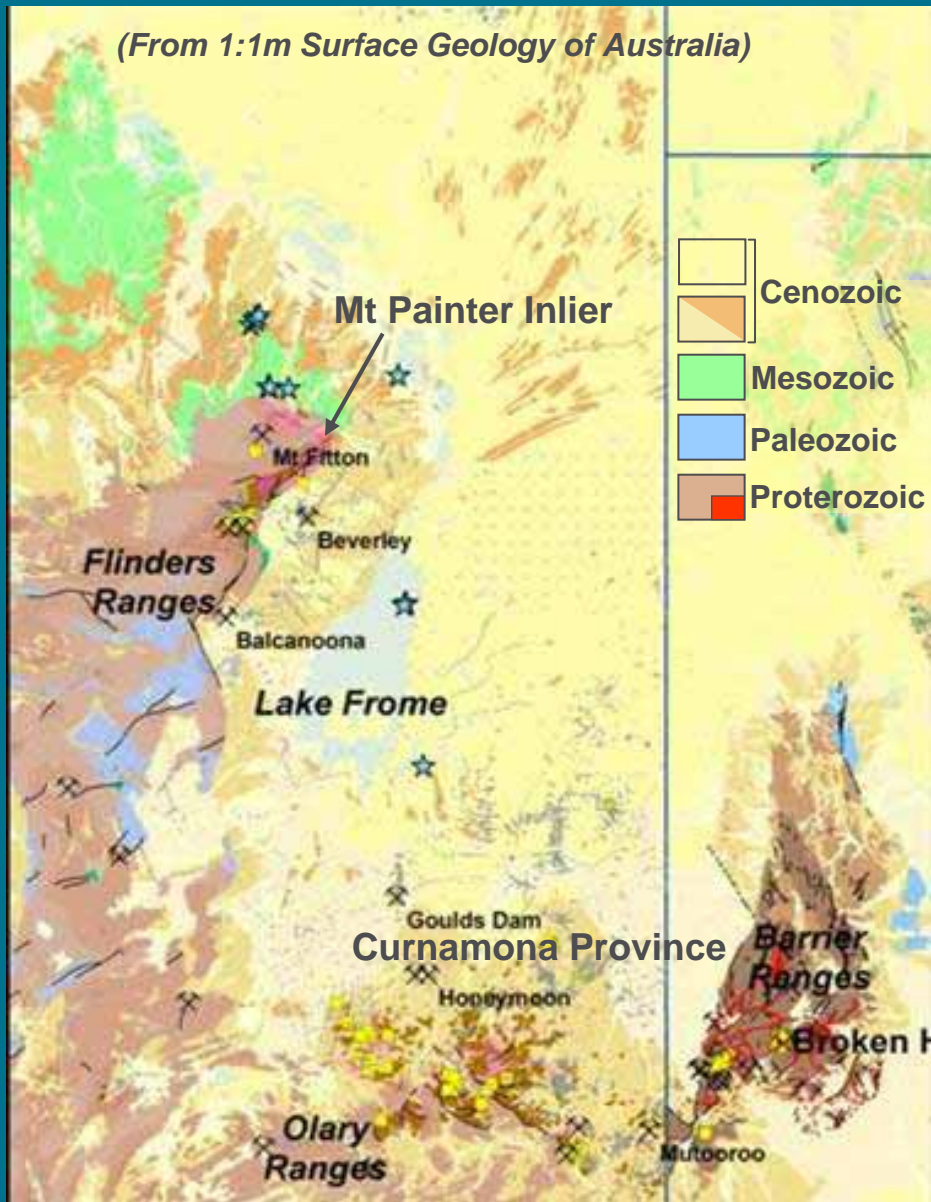 (From 1:1m Surface Geology of Australia)
Cenozoic
Mt Painter Inlier
Mesozoic
Paleozoic
Mt Fitton
Proterozoic
Beverley
Flinders
Ranges
Balcanoona
Lake Frome
Goulds Dam
Curnamona Province
Barrier
Ranges
Honeymoon
Broken H
Olary
Ranges
Mutooroo